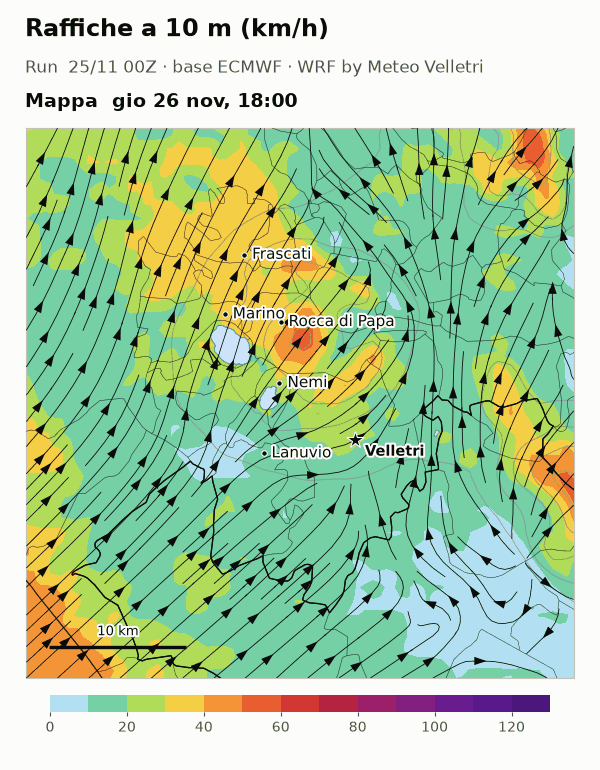 Raffiche a 10 m (km/h)
Run  25/11 00Z · base ECMWF · WRF by Meteo Velletri
Mappa  gio 26 nov, 18:00
Frascati
Marino
Rocca di Papa
Nemi
Velletri
Lanuvio
10 km
0 20 40 60 80 100 120